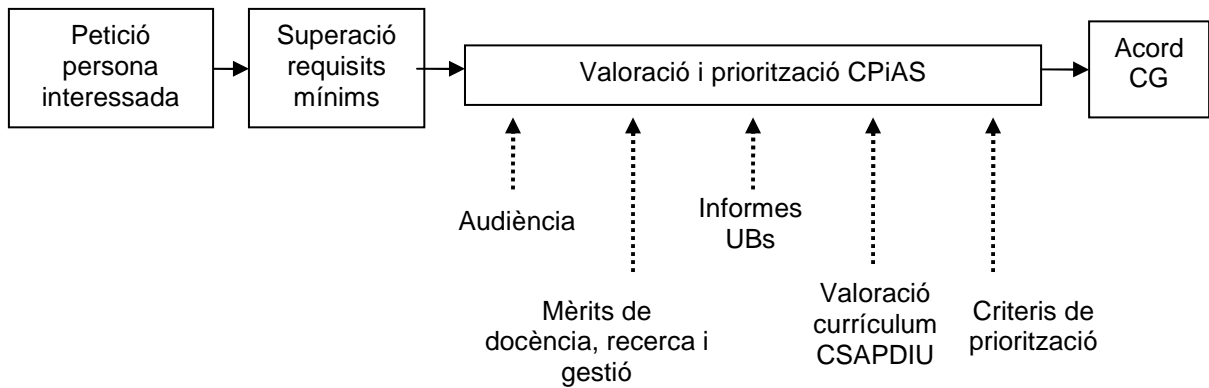 Petició
persona
interessada
Superació
requisits
mínims
Valoració i priorització CPiAS
Acord
CG
Audiència
Mèrits de
docència, recerca i
gestió
Informes
UBs
Valoració
currículum
CSAPDIU
Criteris de
priorització